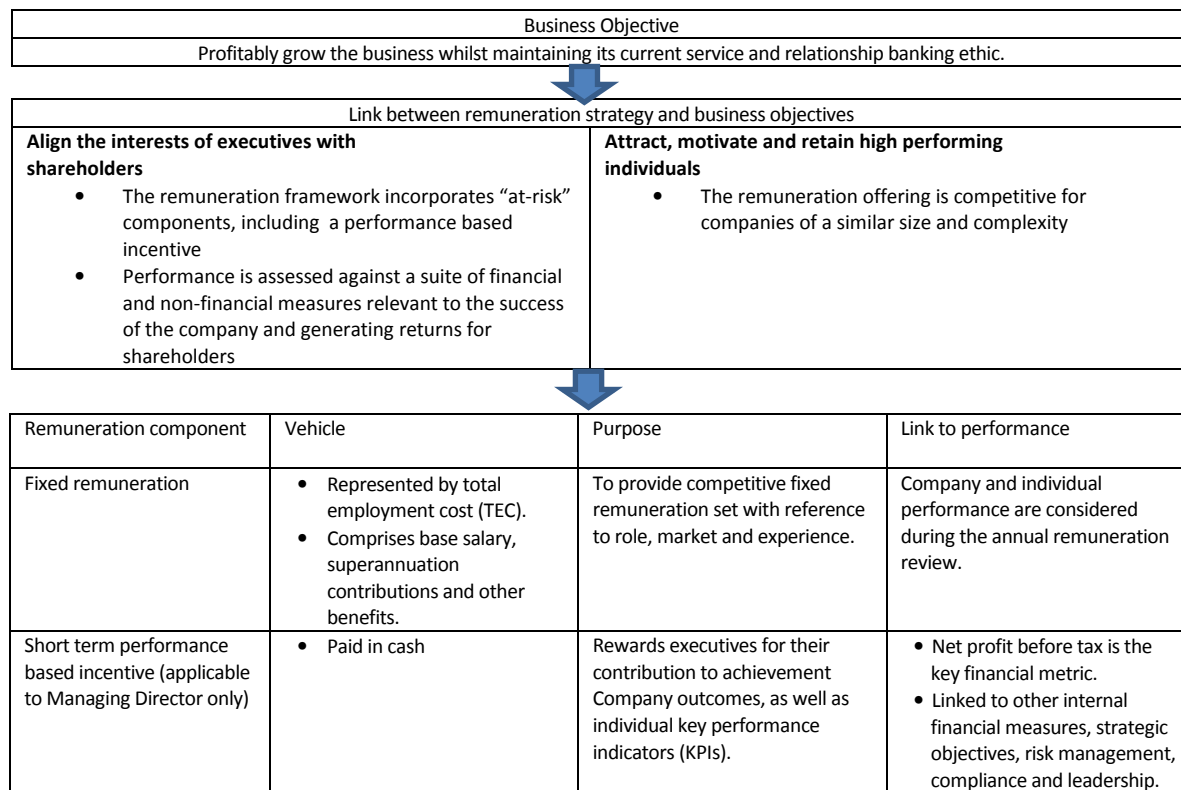 Business Objective
Profitably grow the business whilst maintaining its current service and relationship banking ethic.
Link between remuneration strategy and business objectives
Align the interests of executives with
shareholders
• The remuneration framework incorporates “at-risk”
components, including a performance based
incentive
• Performance is assessed against a suite of financial
and non-financial measures relevant to the success
of the company and generating returns for
shareholders
Attract, motivate and retain high performing
individuals
• The remuneration offering is competitive for
companies of a similar size and complexity
Remuneration component
Vehicle
Purpose
Link to performance
Fixed remuneration
• Represented by total
employment cost (TEC).
• Comprises base salary,
superannuation
contributions and other
benefits.
To provide competitive fixed
remuneration set with reference
to role, market and experience.
Company and individual
performance are considered
during the annual remuneration
review.
Short term performance
based incentive (applicable
to Managing Director only)
• Paid in cash
Rewards executives for their
contribution to achievement
Company outcomes, as well as
individual key performance
indicators (KPIs).
• Net profit before tax is the
key financial metric.
• Linked to other internal
financial measures, strategic
objectives, risk management,
compliance and leadership.